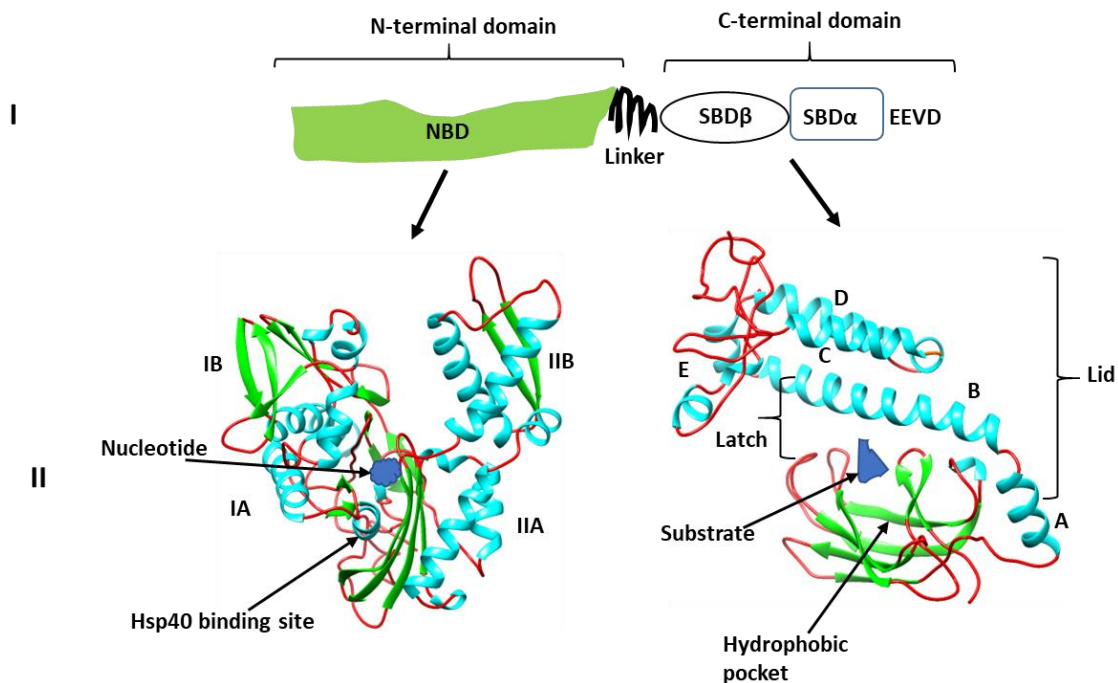 N-terminal domain
C-terminal domain
I
NBD
Linker
SBDβ
SBDα
EEVD
II
IB
IIB
Nucleotide
IA
IIA
Hsp40 binding site
D
C
E
B
Lid
Latch
Substrate
A
Hydrophobic
pocket